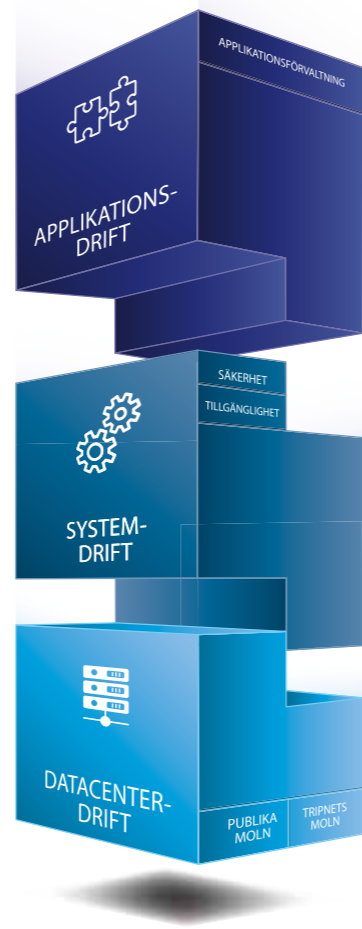 APPLIKATIONSFÖRVALTNING
APPLIKATIONS-
DRIFT
SÄKERHET
TILLGÄNGLIGHET
SYSTEM-
DRIFT
DATACENTER-
DRIFT
PUBLIKA
MOLN
TRIPNETS
MOLN